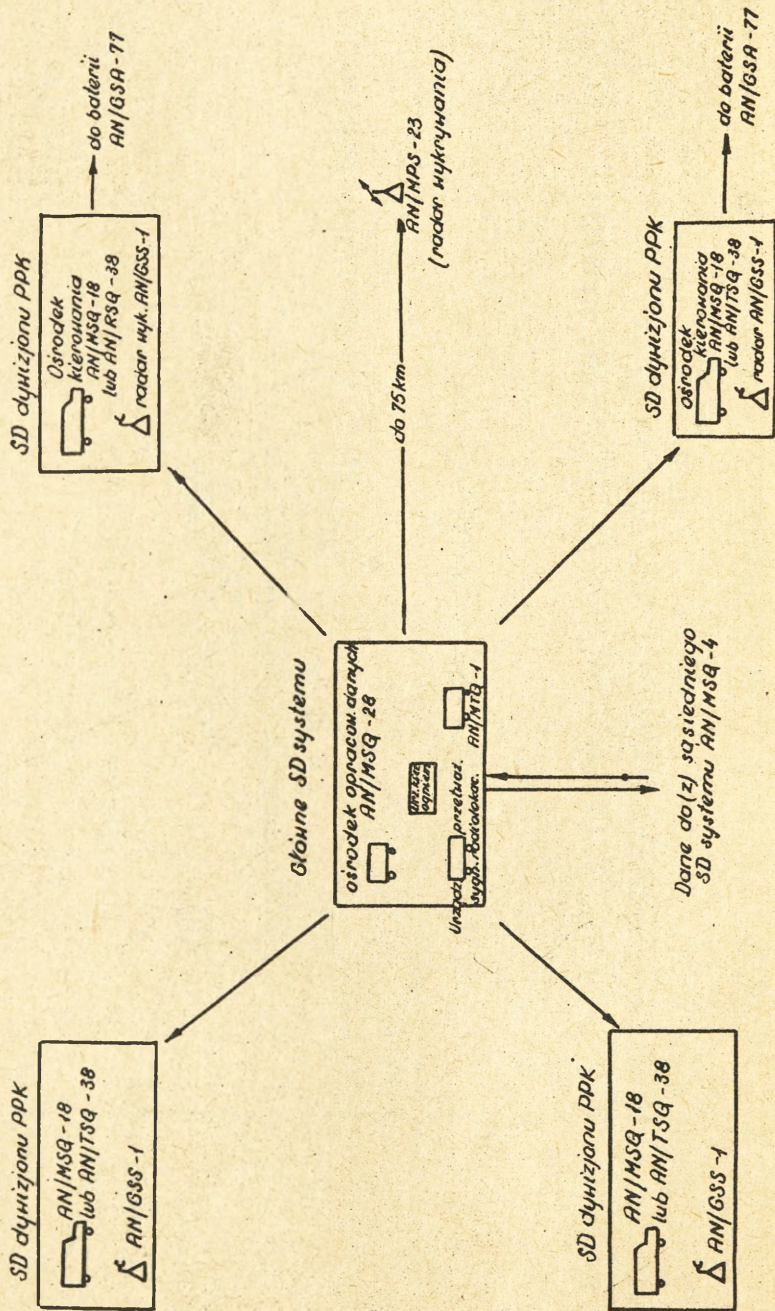 SD dywizjonu PPK
AN/MSQ-18
lub AN/TSQ-38
AN/GSS-1
SD dywizjonu PPK
Ośrodek
kierowania
AN/MSQ-18
lub AN/RSQ-38
radar wyk. AN/GSS-1
do baterii
AN/GSA-77
Główne SD systemu
ośrodek opracow. danych
AN/MSQ-28
ogniem
Urządz. przetwarz.
sygn. Radiolokac.
AN/MTQ-1
do 75 km
AN/MPS-23
(radar wykrywania)
Dane do(z) sąsiedniego
SD systemu AN/MSQ-4
SD dywizjonu PPK
AN/MSQ-18
lub AN/TSQ-38
AN/GSS-1
SD dywizjonu PPK
ośrodek
kierowania
AN/MSQ-18
lub AN/TSQ-38
radar AN/GSS-1
do baterii
AN/GSA-77